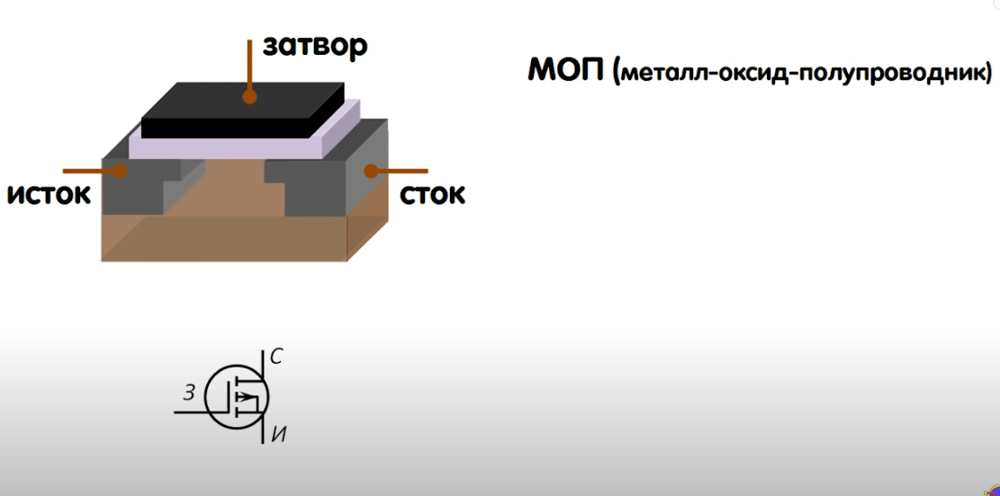 затвор
МОП (металл-оксид-полупроводник)
исток
сток
С
З
И